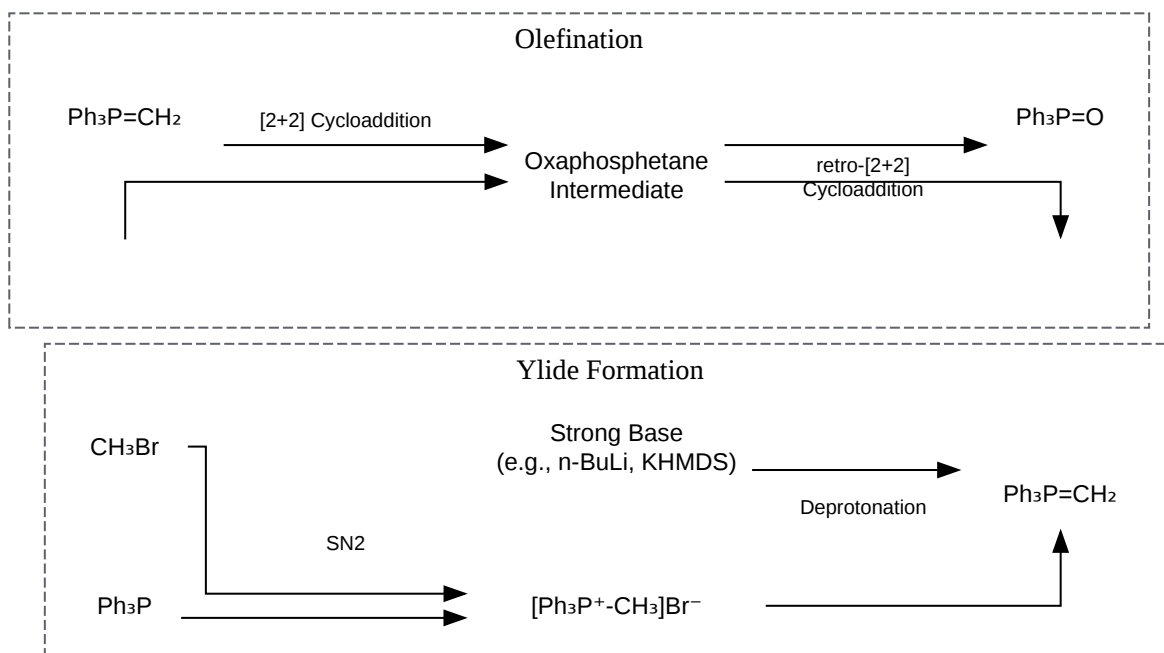 Olefination
Ph₃P=CH₂
[2+2] Cycloaddition
Ph₃P=O
Oxaphosphetane
Intermediate
retro-[2+2]
Cycloaddition
Ylide Formation
CH₃Br
Strong Base
(e.g., n-BuLi, KHMDS)
Deprotonation
Ph₃P=CH₂
SN2
Ph₃P
[Ph₃P⁺-CH₃]Br⁻